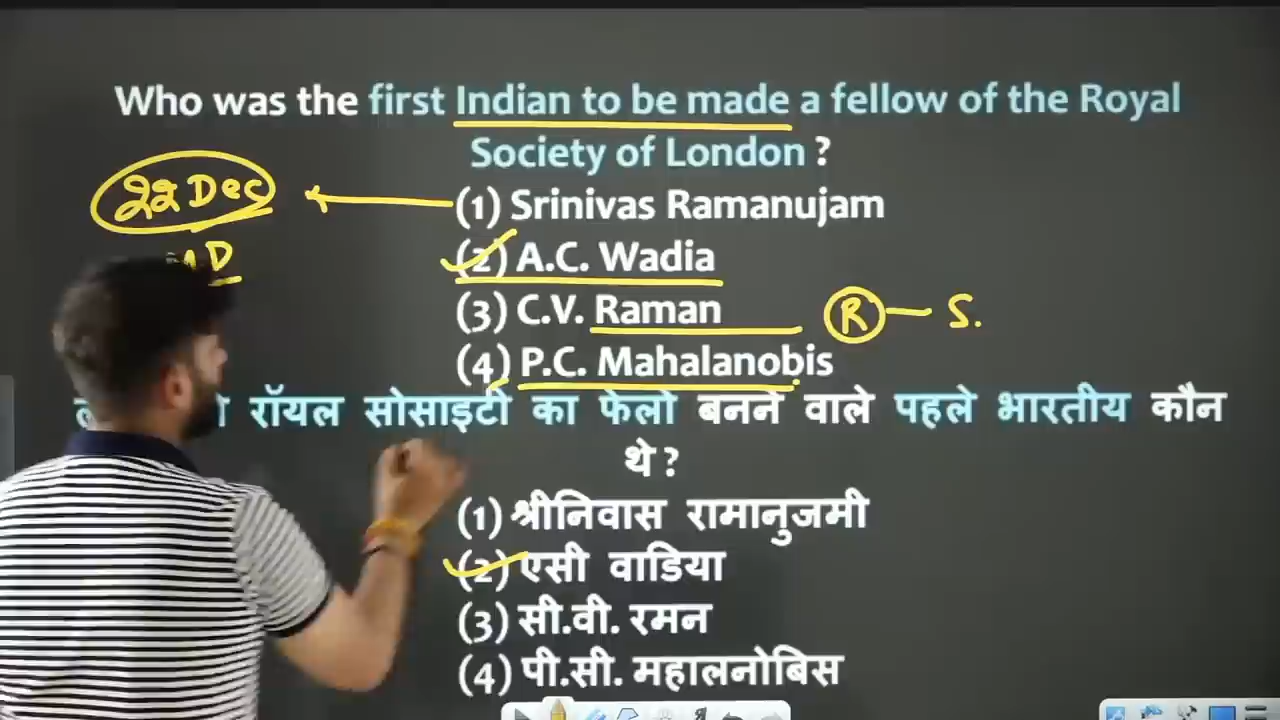 Who was the first Indian to be made a fellow of the Royal
Society of London ?
22 Dec
(1) Srinivas Ramanujam
D
(2) A.C. Wadia
(3) C.V. Raman
R — S.
(4) P.C. Mahalanobis
रॉयल सोसाइटी का फेलो बनने वाले पहले भारतीय कौन
थे ?
(1) श्रीनिवास रामानुजमी
(2) एसी वाडिया
(3) सी.वी. रमन
(4) पी.सी. महालनोबिस